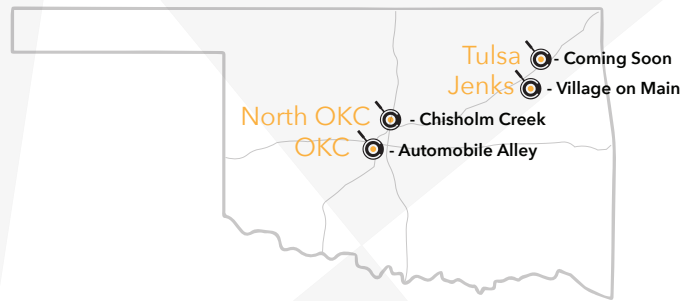 Tulsa - Coming Soon
Jenks - Village on Main
North OKC - Chisholm Creek
OKC - Automobile Alley